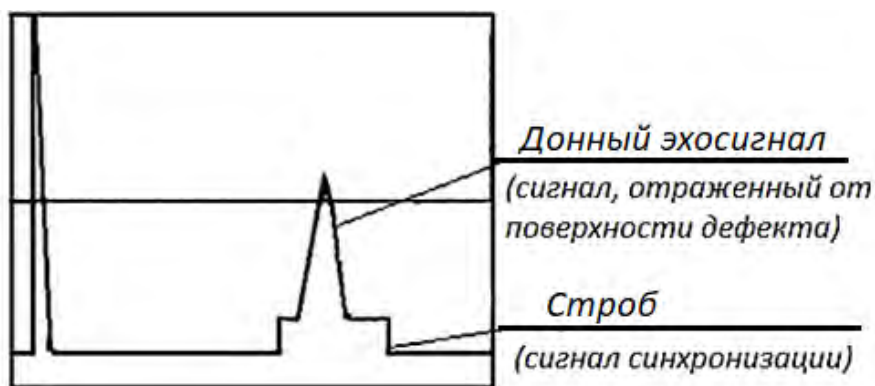 Донный эхосигнал
(сигнал, отраженный от
поверхности дефекта)
Строб
(сигнал синхронизации)